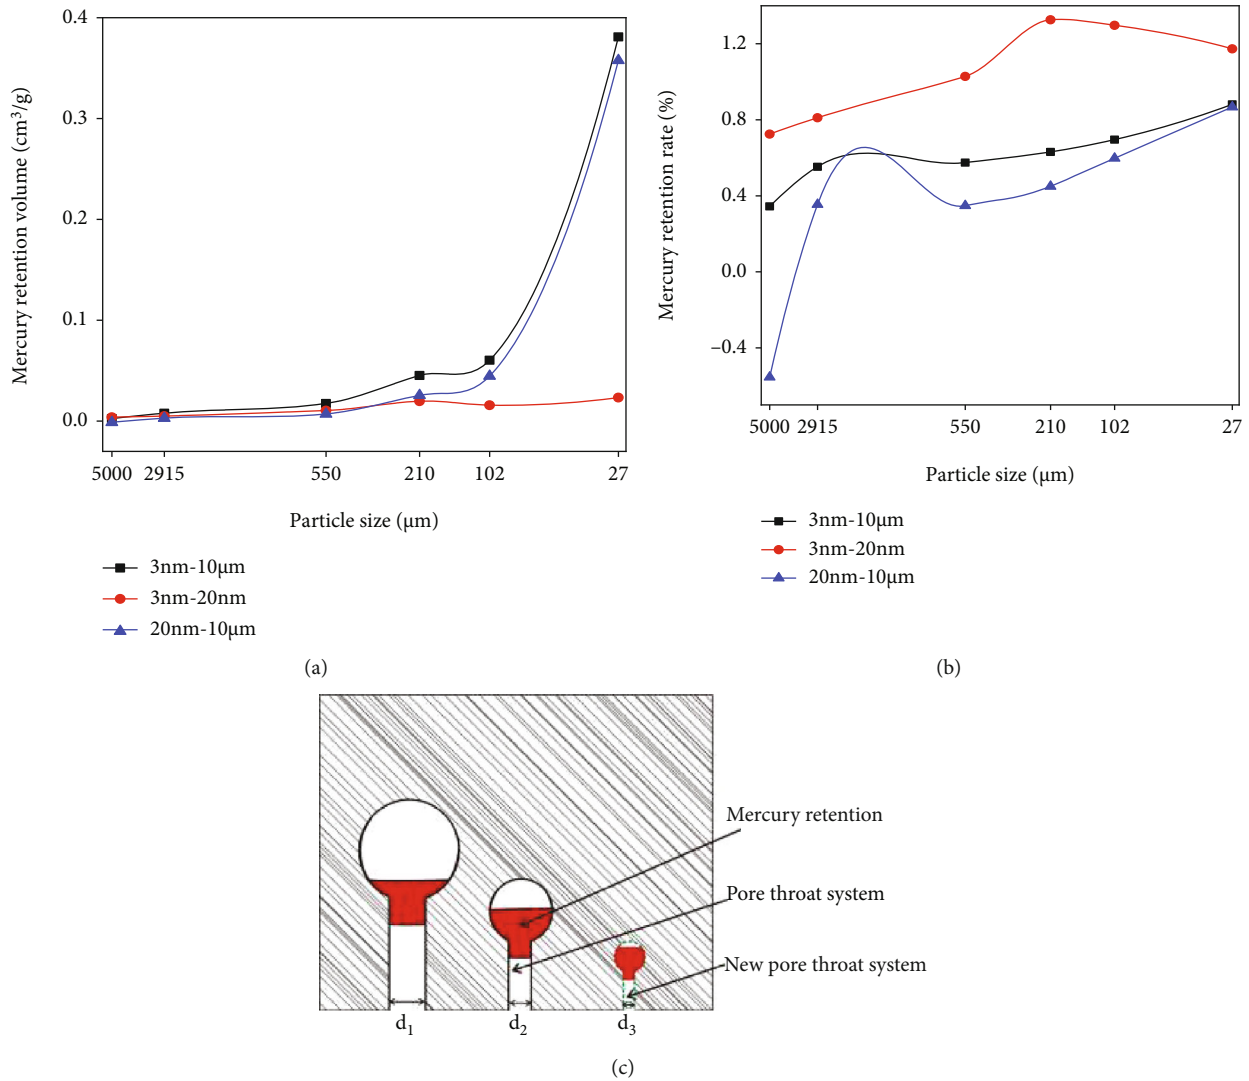 Mercury retention volume (cm³/g)
0.4
0.3
0.2
0.1
0.0
5000 2915 550 210 102 27
Particle size (μm)
3nm-10μm
3nm-20nm
20nm-10μm
(a)
Mercury retention rate (%)
1.2
0.8
0.4
0.0
–0.4
5000 2915 550 210 102 27
Particle size (μm)
3nm-10μm
3nm-20nm
20nm-10μm
(b)
Mercury retention
Pore throat system
New pore throat system
d₁ d₂ d₃
(c)